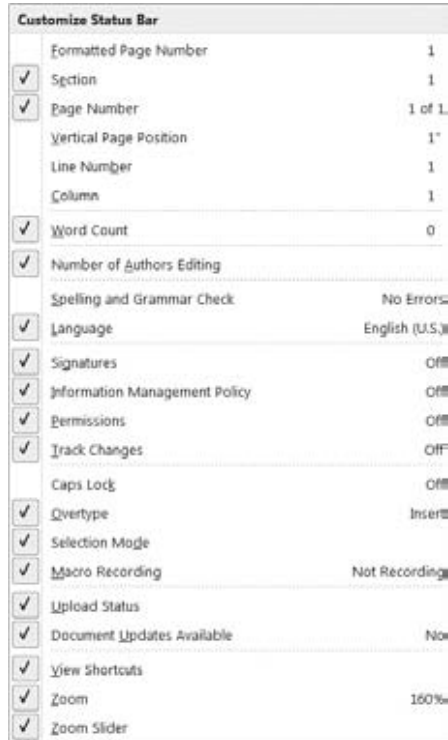 Customize Status Bar
Formatted Page Number 1
Section 1
Page Number 1 of 1
Vertical Page Position 1"
Line Number 1
Column 1
Word Count 0
Number of Authors Editing
Spelling and Grammar Check No Errors
Language English (U.S.)
Signatures Off
Information Management Policy Off
Permissions Off
Track Changes Off
Caps Lock Off
Overtype Insert
Selection Mode
Macro Recording Not Recording
Upload Status
Document Updates Available No
View Shortcuts
Zoom 160%
Zoom Slider